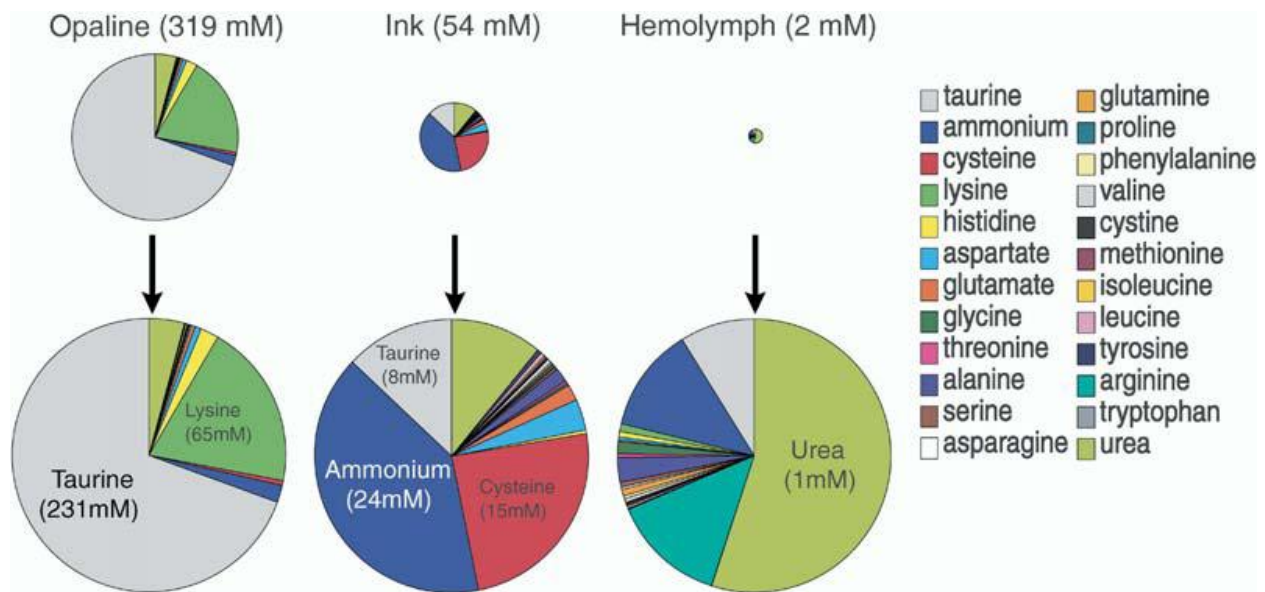 Opaline (319 mM)
Ink (54 mM)
Hemolymph (2 mM)
Lysine
(65mM)
Taurine
(231mM)
Taurine
(8mM)
Ammonium
(24mM)
Cysteine
(15mM)
Urea
(1mM)
taurine
ammonium
cysteine
lysine
histidine
aspartate
glutamate
glycine
threonine
alanine
serine
asparagine
glutamine
proline
phenylalanine
valine
cystine
methionine
isoleucine
leucine
tyrosine
arginine
tryptophan
urea